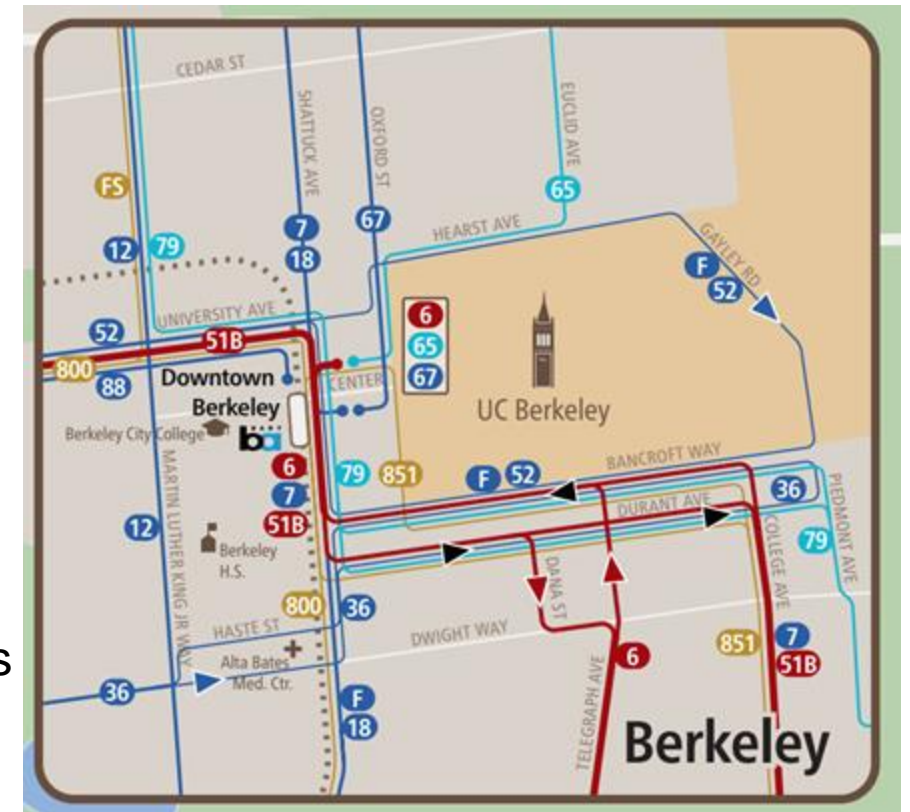 CEDAR ST
SHATTUCK AVE
OXFORD ST
EUCLID AVE
FS
65
67
12
79
7
18
HEARST AVE
GAYLEY RD
F
52
UNIVERSITY AVE
52
51B
6
65
67
800
88
Downtown
Berkeley
CENTER
UC Berkeley
Berkeley City College
ba
BANCROFT WAY
6
7
51B
79
851
F
52
36
DURANT AVE
PIEDMONT AVE
MARTIN LUTHER KING JR WAY
12
Berkeley
H.S.
COLLEGE AVE
79
DANA ST
800
36
HASTE ST
DWIGHT WAY
851
7
51B
Alta Bates
Med. Ctr.
6
s
36
F
18
TELEGRAPH AVE
Berkeley